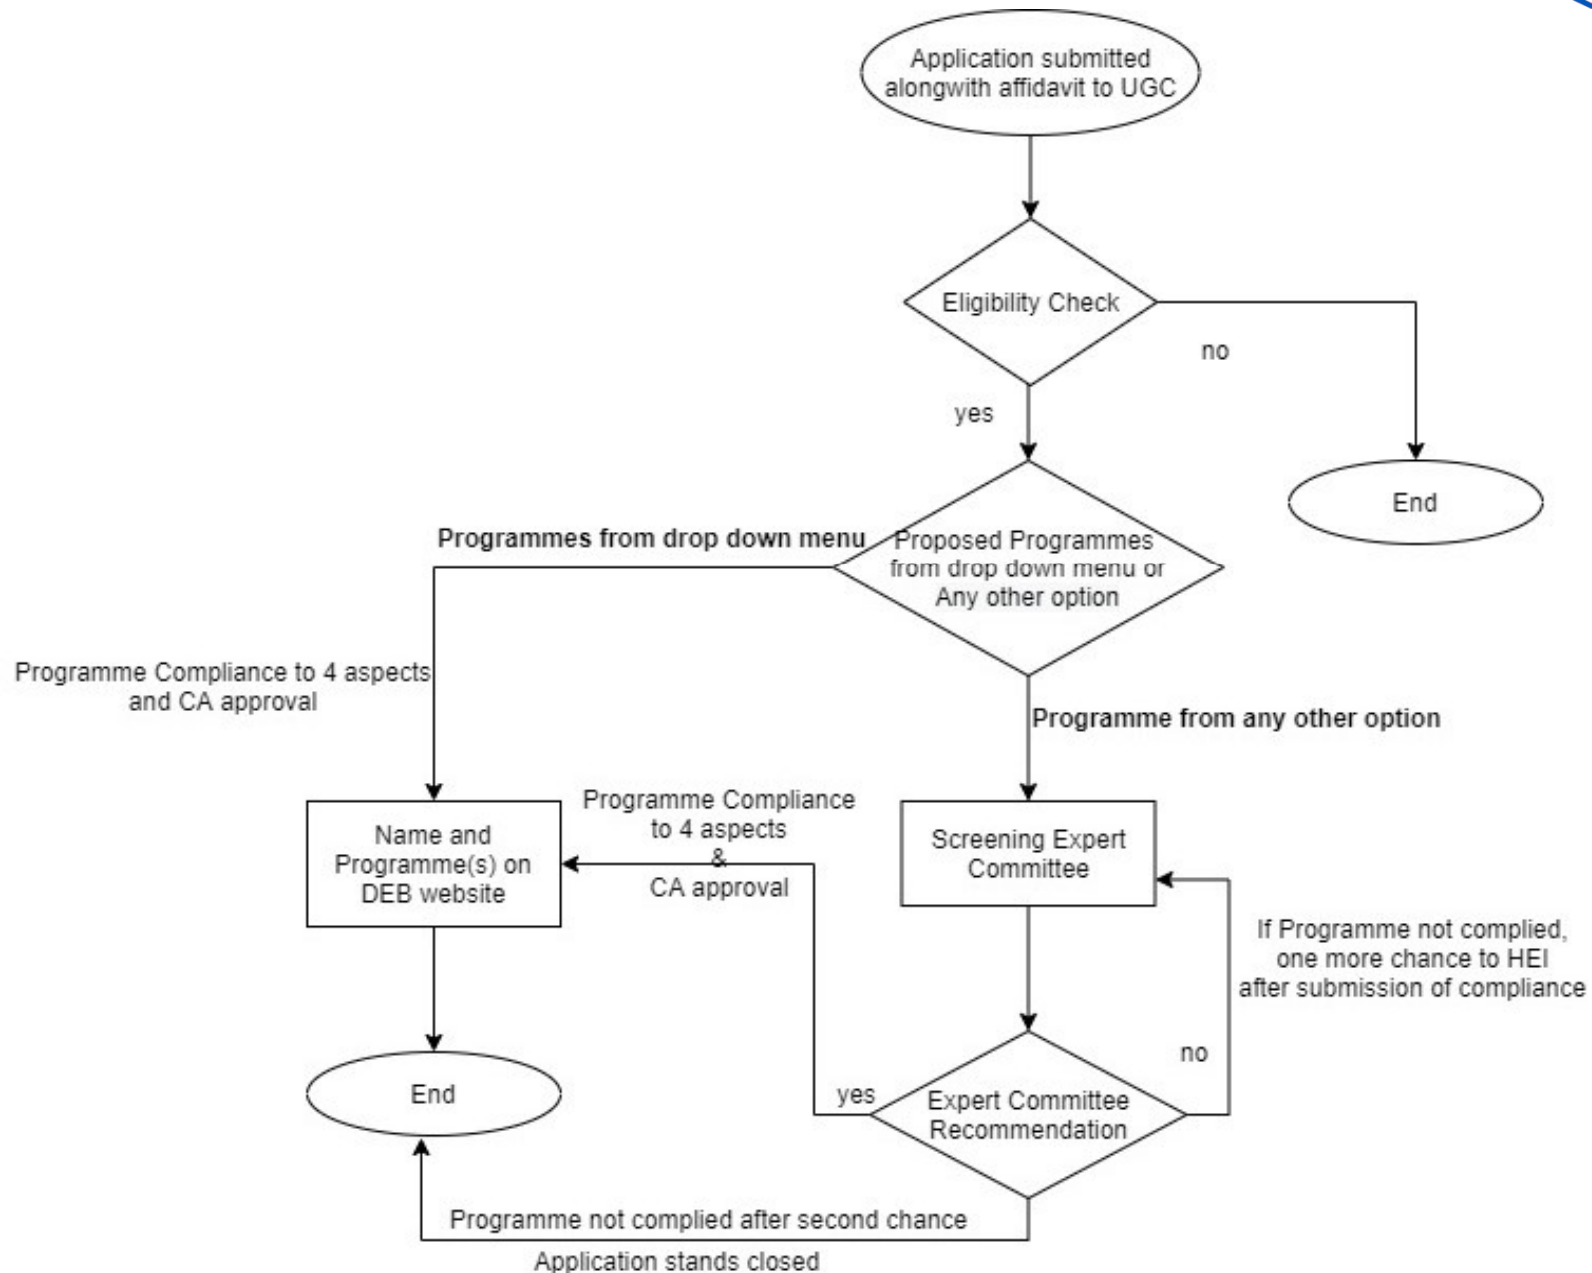 Application submitted
alongwith affidavit to UGC
Eligibility Check
no
yes
End
Programmes from drop down menu
Proposed Programmes
from drop down menu or
Any other option
Programme Compliance to 4 aspects
and CA approval
Programme from any other option
Programme Compliance
to 4 aspects
&
CA approval
Name and
Programme(s) on
DEB website
Screening Expert
Committee
If Programme not complied,
one more chance to HEI
after submission of compliance
no
yes
Expert Committee
Recommendation
End
Programme not complied after second chance
Application stands closed